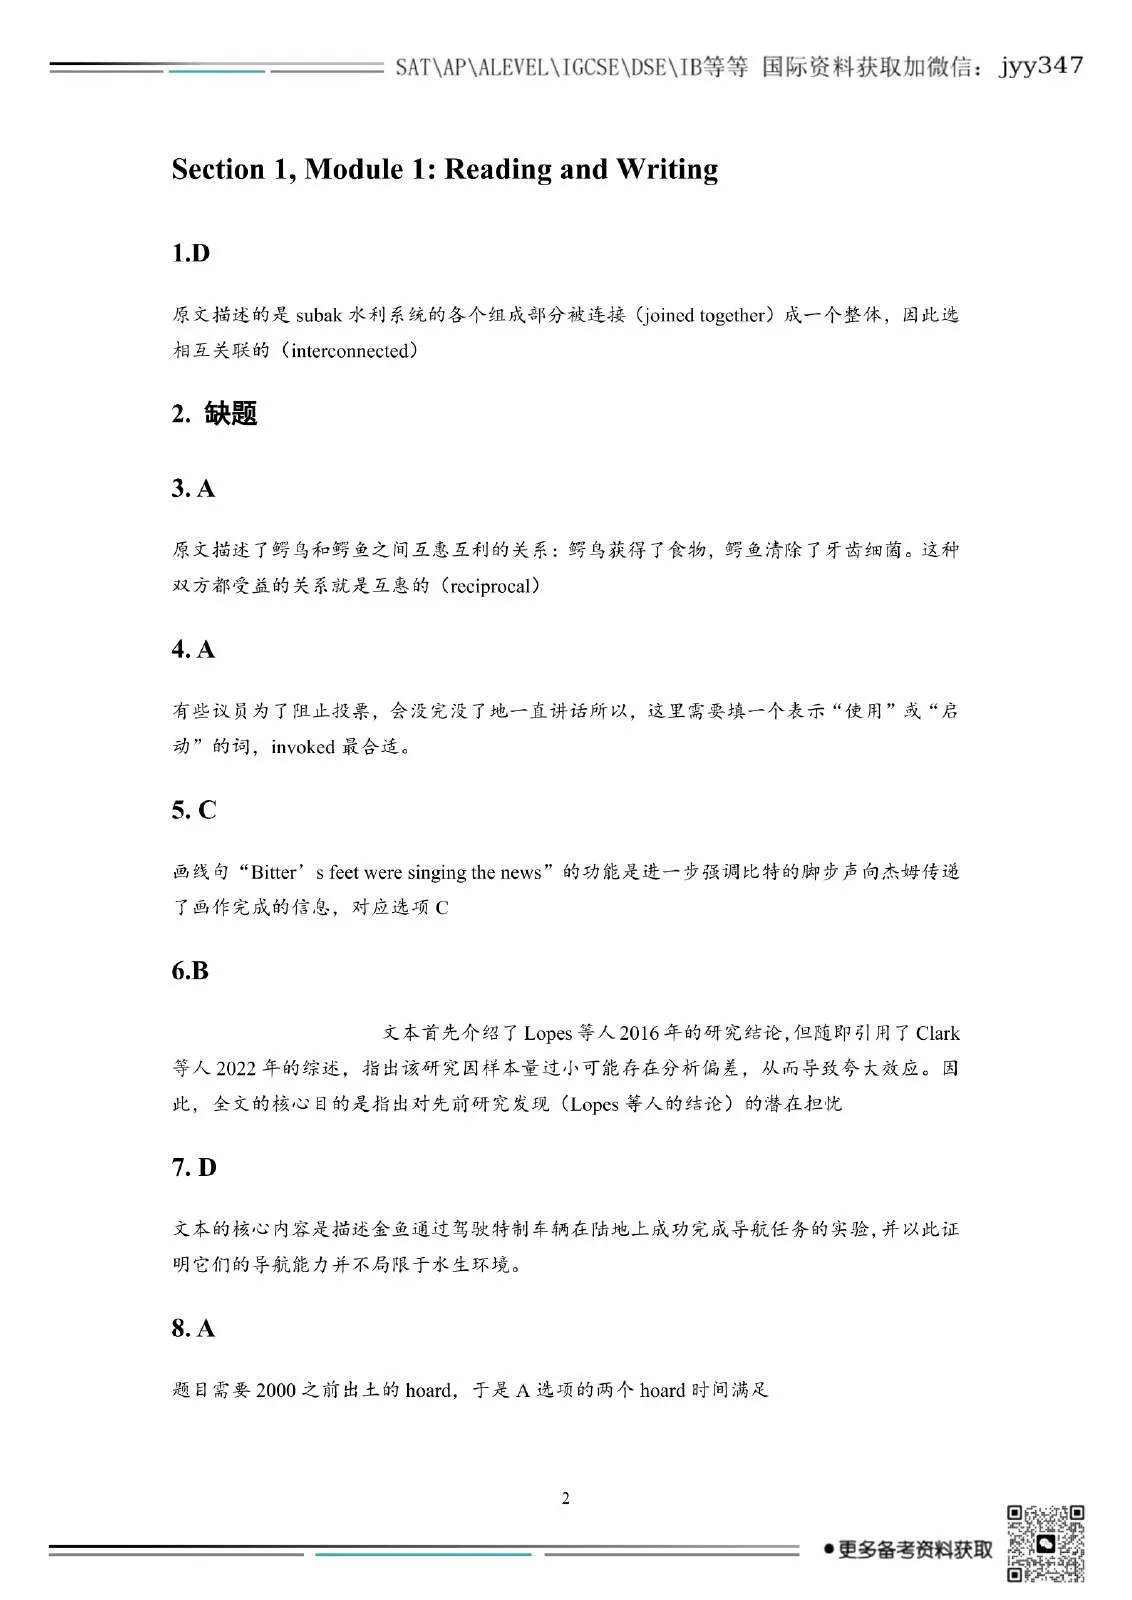 SAT\AP\ALEVEL\IGCSE\DSE\IB等等 国际资料获取加微信：jyy347
Section 1, Module 1: Reading and Writing
1.D
原文描述的是 subak 水利系统的各个组成部分被连接（joined together）成一个整体，因此选
相互关联的（interconnected）
2. 缺题
3. A
原文描述了鳄鸟和鳄鱼之间互惠互利的关系：鳄鸟获得了食物，鳄鱼清除了牙齿细菌。这种
双方都受益的关系就是互惠的（reciprocal）
4. A
有些议员为了阻止投票，会没完没了地一直讲话所以，这里需要填一个表示“使用”或“启
动”的词，invoked 最合适。
5. C
画线句“Bitter’s feet were singing the news”的功能是进一步强调比特的脚步声向杰姆传递
了画作完成的信息，对应选项 C
6.B
文本首先介绍了 Lopes 等人 2016 年的研究结论，但随即引用了 Clark
等人 2022 年的综述，指出该研究因样本量过小可能存在分析偏差，从而导致夸大效应。因
此，全文的核心目的是指出对先前研究发现（Lopes 等人的结论）的潜在担忧
7. D
文本的核心内容是描述金鱼通过驾驶特制车辆在陆地上成功完成导航任务的实验，并以此证
明它们的导航能力并不局限于水生环境。
8. A
题目需要 2000 之前出土的 hoard，于是 A 选项的两个 hoard 时间满足
2
●更多备考资料获取